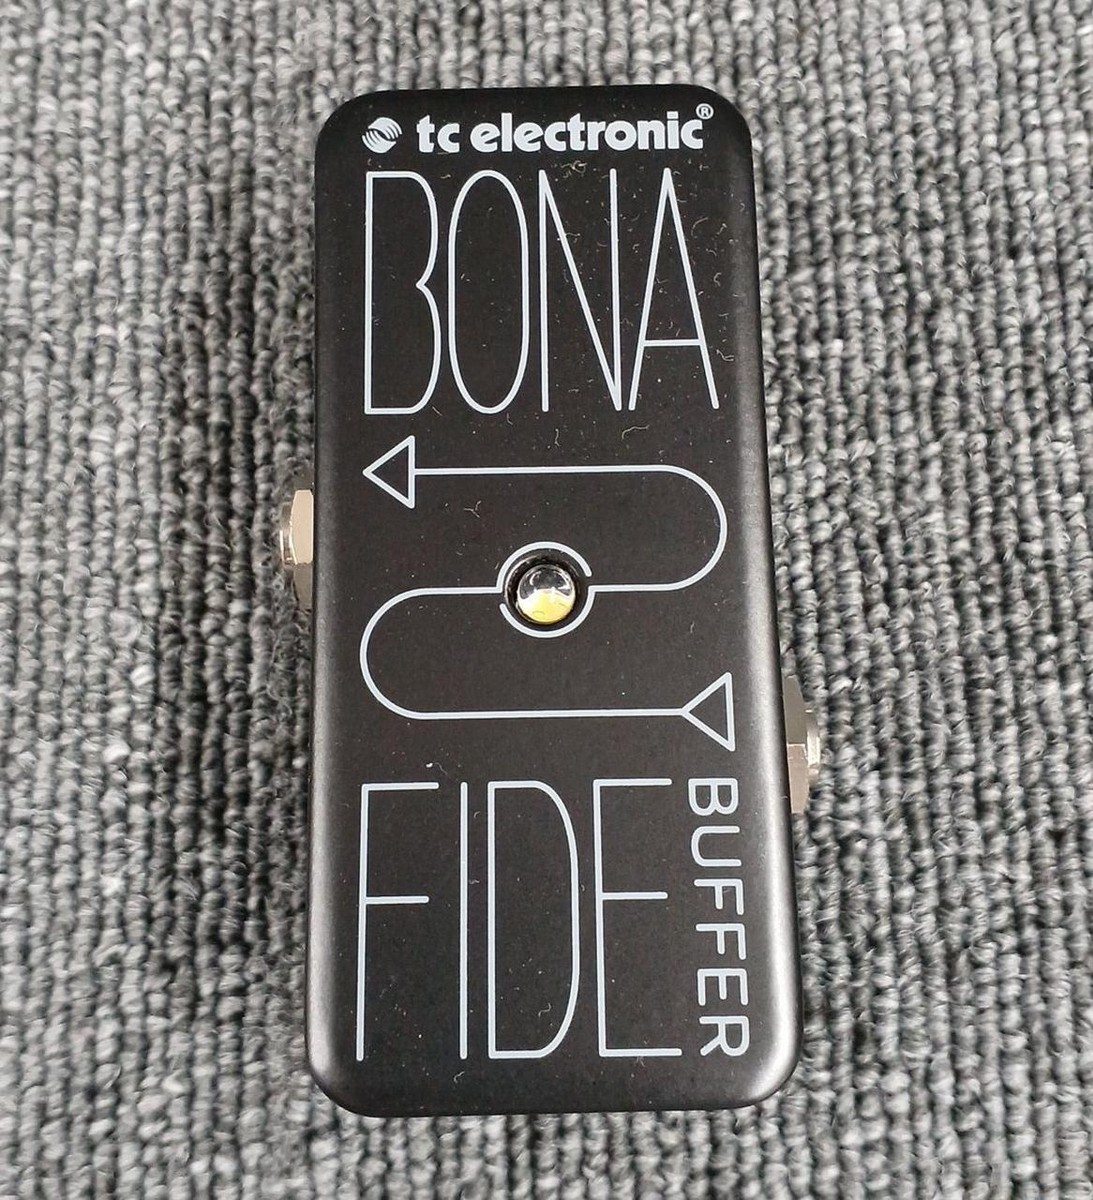 tc electronic®
BONA
FIDE
BUFFER